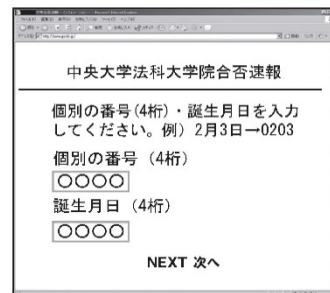 中央大学法科大学院合否速報
個別の番号(4桁)・誕生月日を入力
してください。例）2月3日→0203
個別の番号（4桁）
〇〇〇〇
誕生月日（4桁）
〇〇〇〇
NEXT 次へ